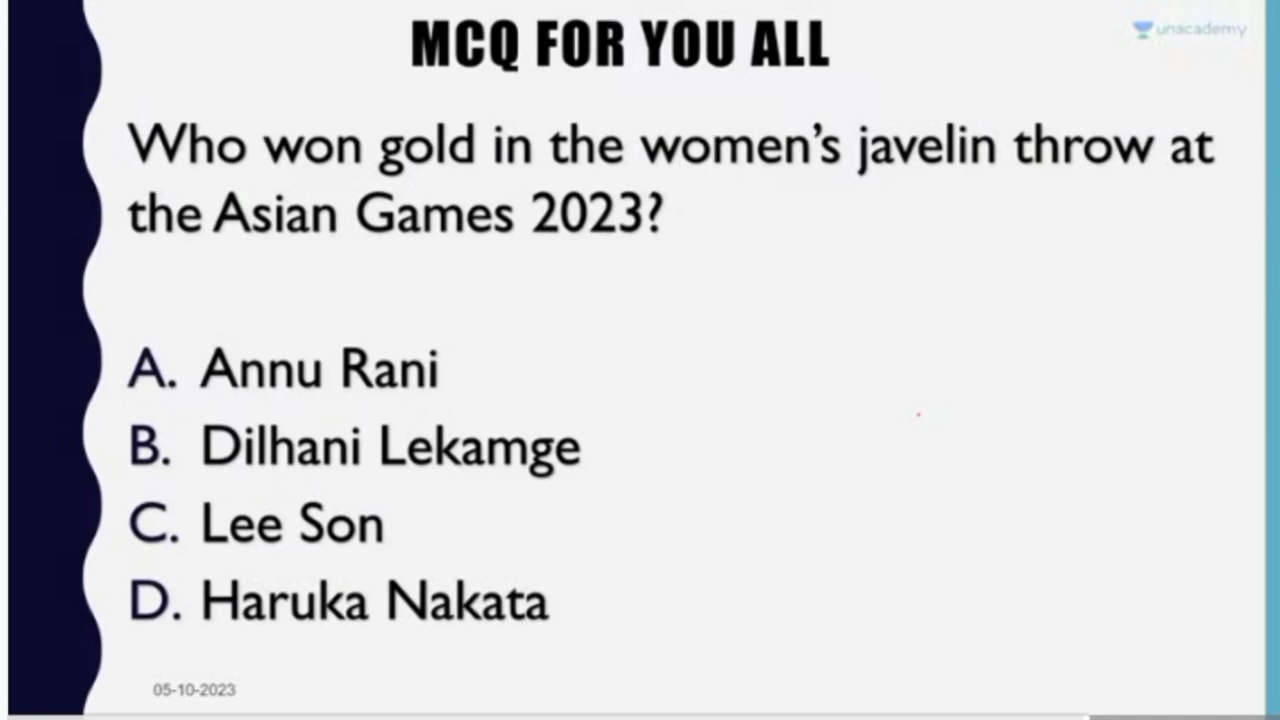 MCQ FOR YOU ALL
unacademy
Who won gold in the women's javelin throw at
the Asian Games 2023?
A. Annu Rani
B. Dilhani Lekamge
C. Lee Son
D. Haruka Nakata
05-10-2023